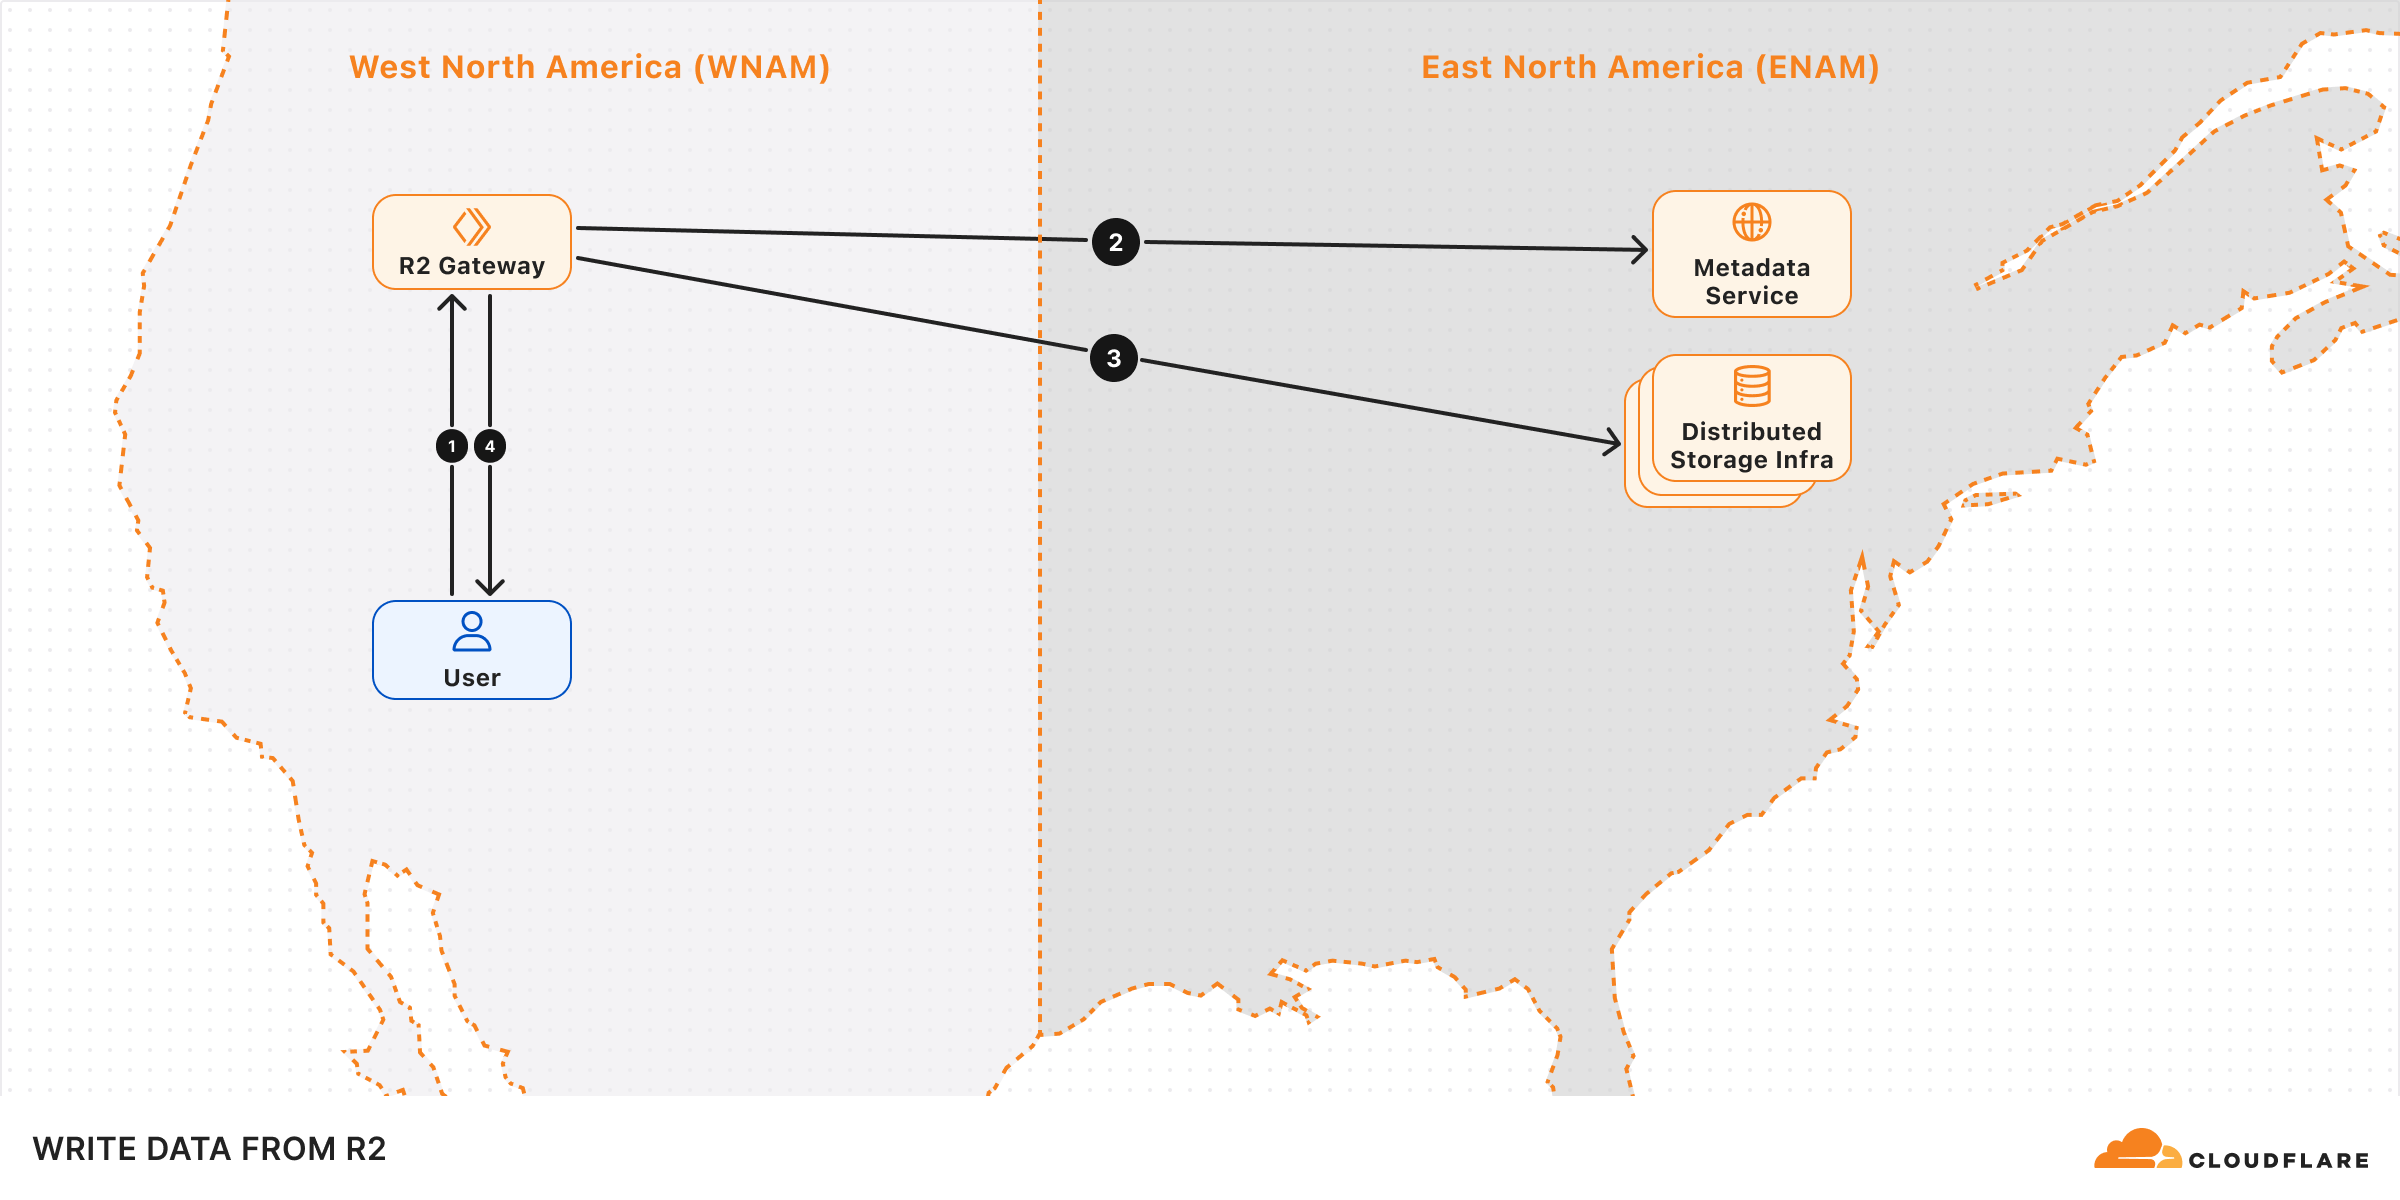 West North America (WNAM)
East North America (ENAM)
R2 Gateway
2
Metadata
Service
3
Distributed
Storage Infra
1
4
User
WRITE DATA FROM R2
CLOUDFLARE